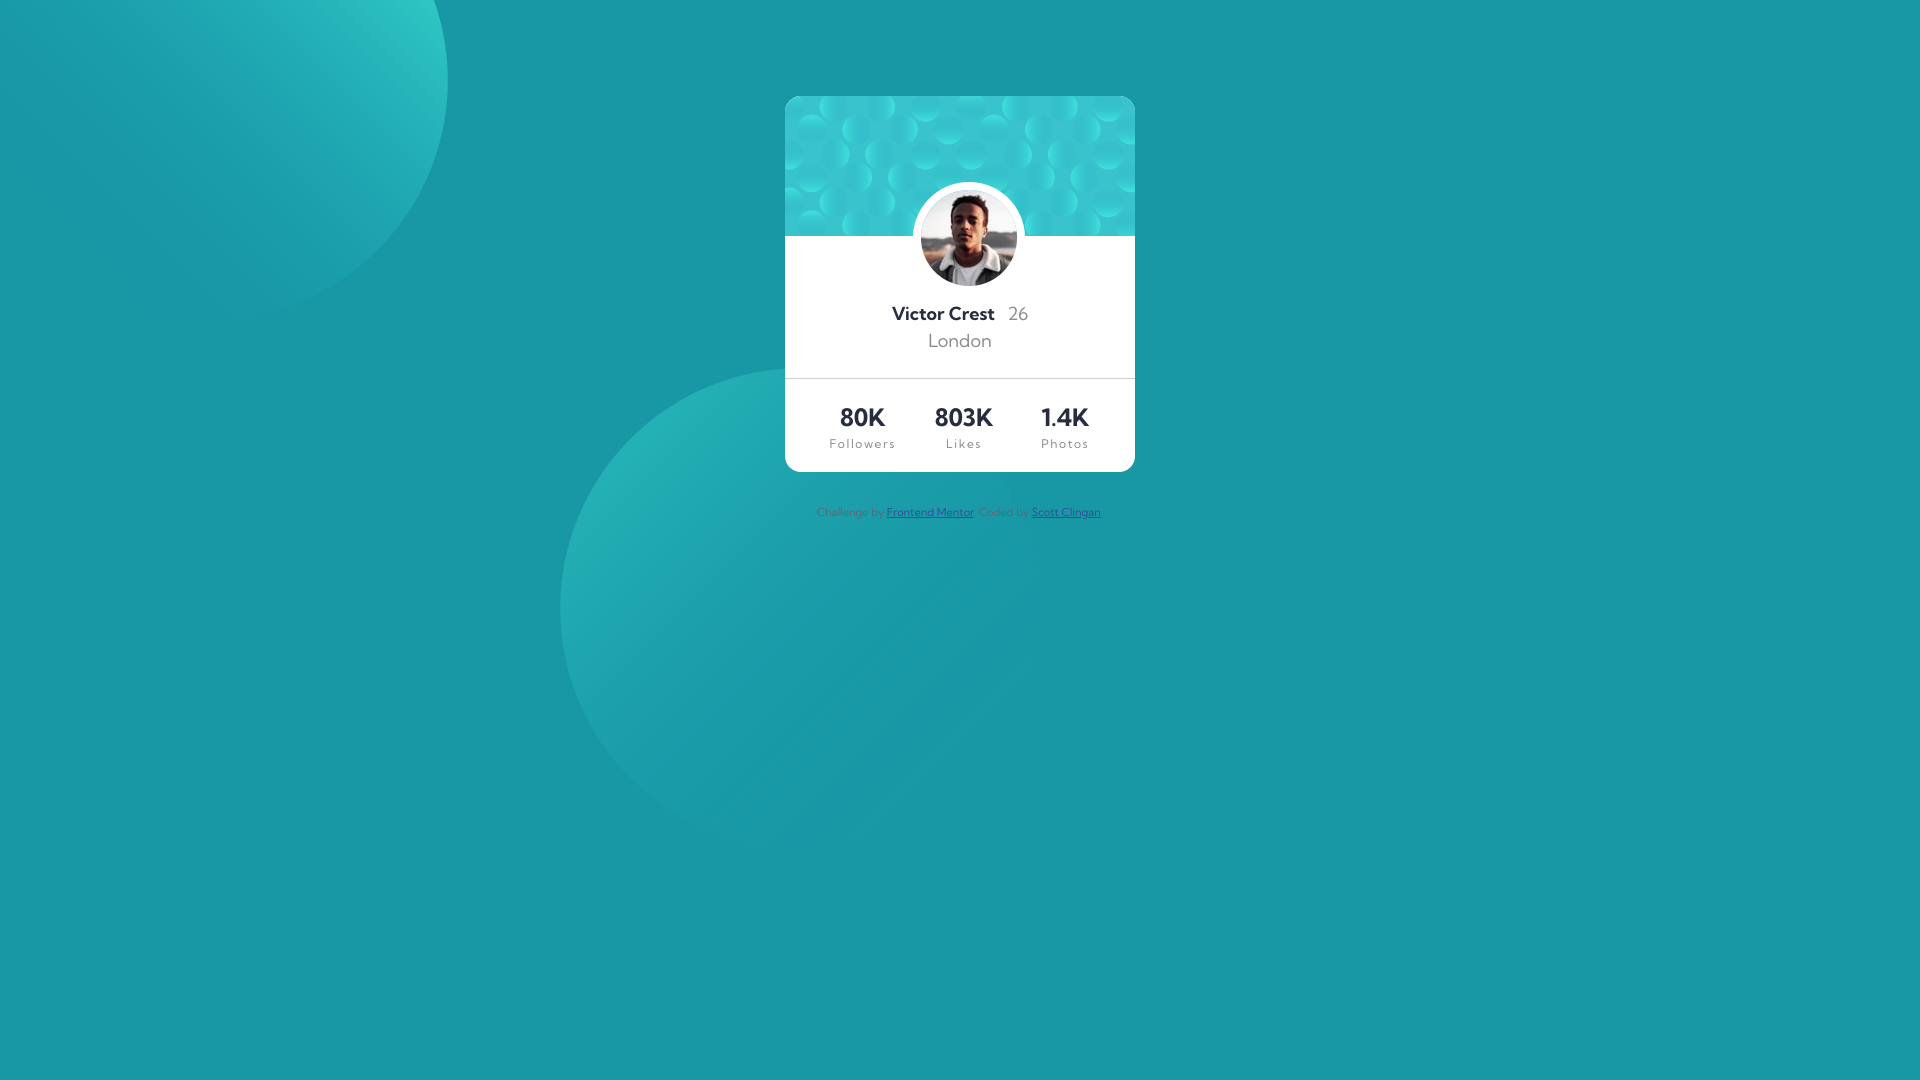 Victor Crest 26
London
80K 803K 1.4K
Followers Likes Photos
Challenge by Frontend Mentor. Coded by Scott Clingan.